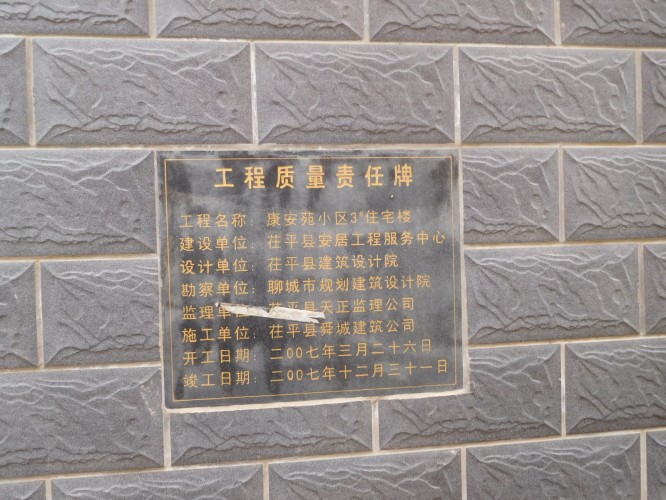 工程质量责任牌
工程名称：康安苑小区3#住宅楼
建设单位：茌平县安居工程服务中心
设计单位：茌平县建筑设计院
勘察单位：聊城市规划建筑设计院
监理单位：茌平县天正监理公司
施工单位：茌平县舜城建筑公司
开工日期：二00七年三月二十六日
竣工日期：二00七年十二月三十一日